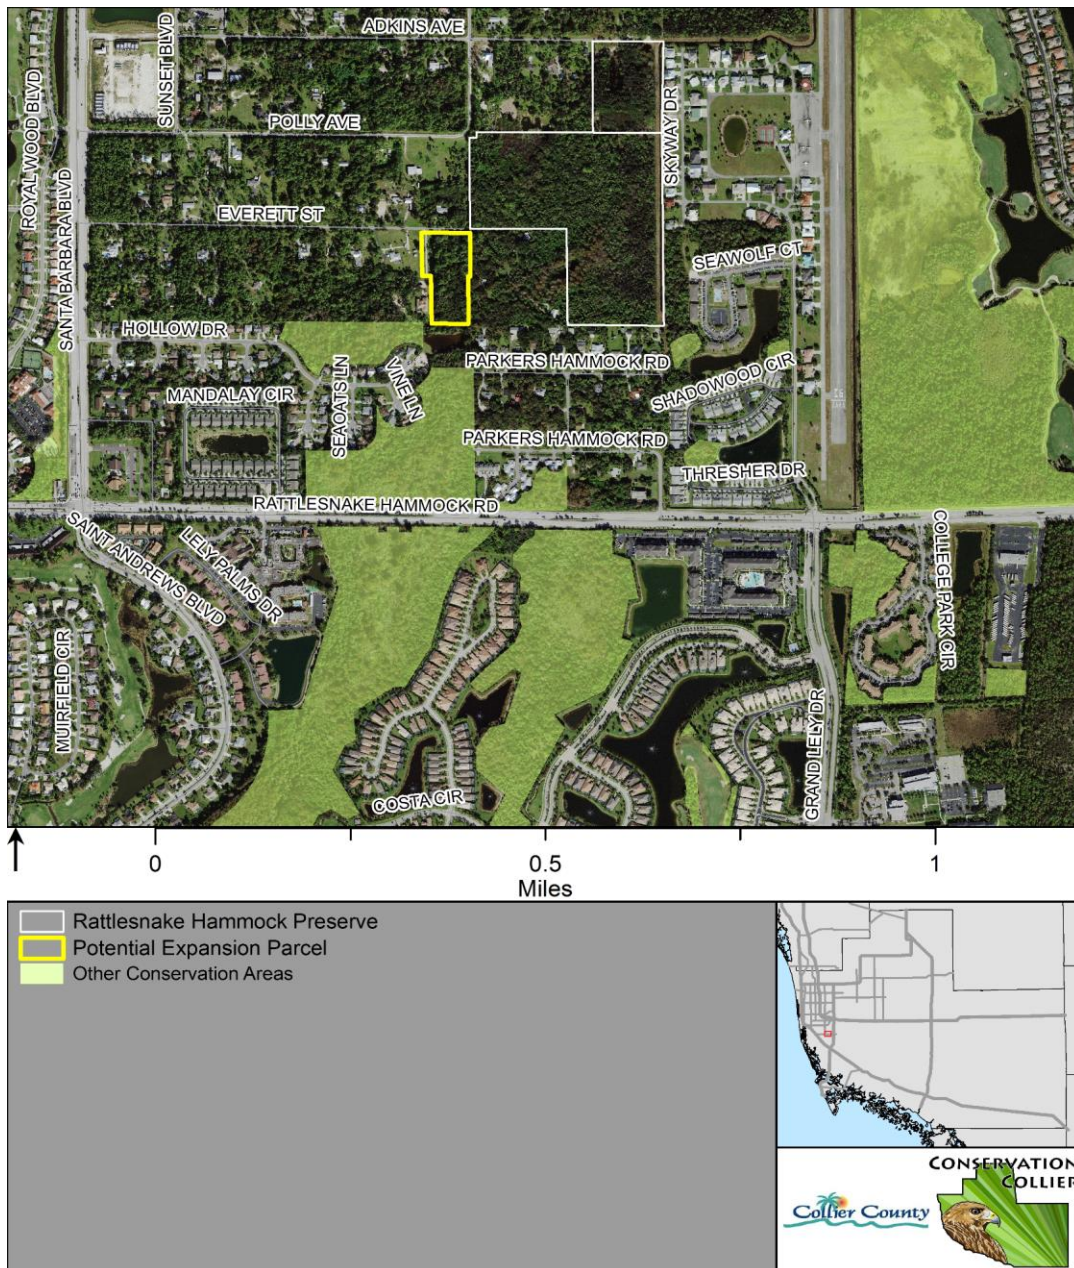 ADKINS AVE
ROYAL WOOD BLVD
SANTA BARBARA BLVD
SUNSET BLVD
POLLY AVE
SKYWAY DR
EVERETT ST
SEAWOLF CT
HOLLOW DR
PARKERS HAMMOCK RD
VINE LN
SEAOATS LN
MANDALAY CIR
SHADOWOOD CIR
PARKERS HAMMOCK RD
THRESHER DR
RATTLESNAKE HAMMOCK RD
SAINT ANDREWS BLVD
LELY PALMS DR
COLLEGE PARK CIR
MUIRFIELD CIR
GRAND LELY DR
COSTA CIR
0 0.5 1
Miles
Rattlesnake Hammock Preserve
Potential Expansion Parcel
Other Conservation Areas
CONSERVATION
COLLIER
Collier County